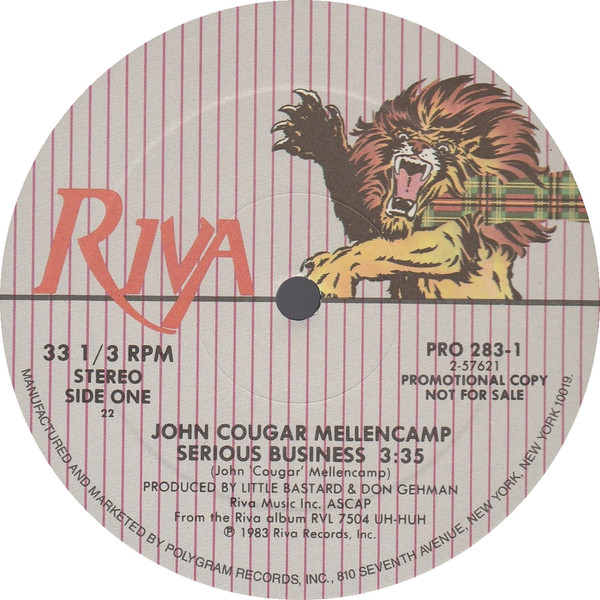 RIVA
33 1/3 RPM
STEREO
SIDE ONE
22
PRO 283-1
2-57621
PROMOTIONAL COPY
NOT FOR SALE
JOHN COUGAR MELLENCAMP
SERIOUS BUSINESS 3:35
(John 'Cougar' Mellencamp)
PRODUCED BY LITTLE BASTARD & DON GEHMAN
Riva Music Inc. ASCAP
From the Riva album RVL 7504 UH-HUH
℗ 1983 Riva Records, Inc.
MANUFACTURED AND MARKETED BY POLYGRAM RECORDS, INC., 810 SEVENTH AVENUE, NEW YORK, NEW YORK 10019.